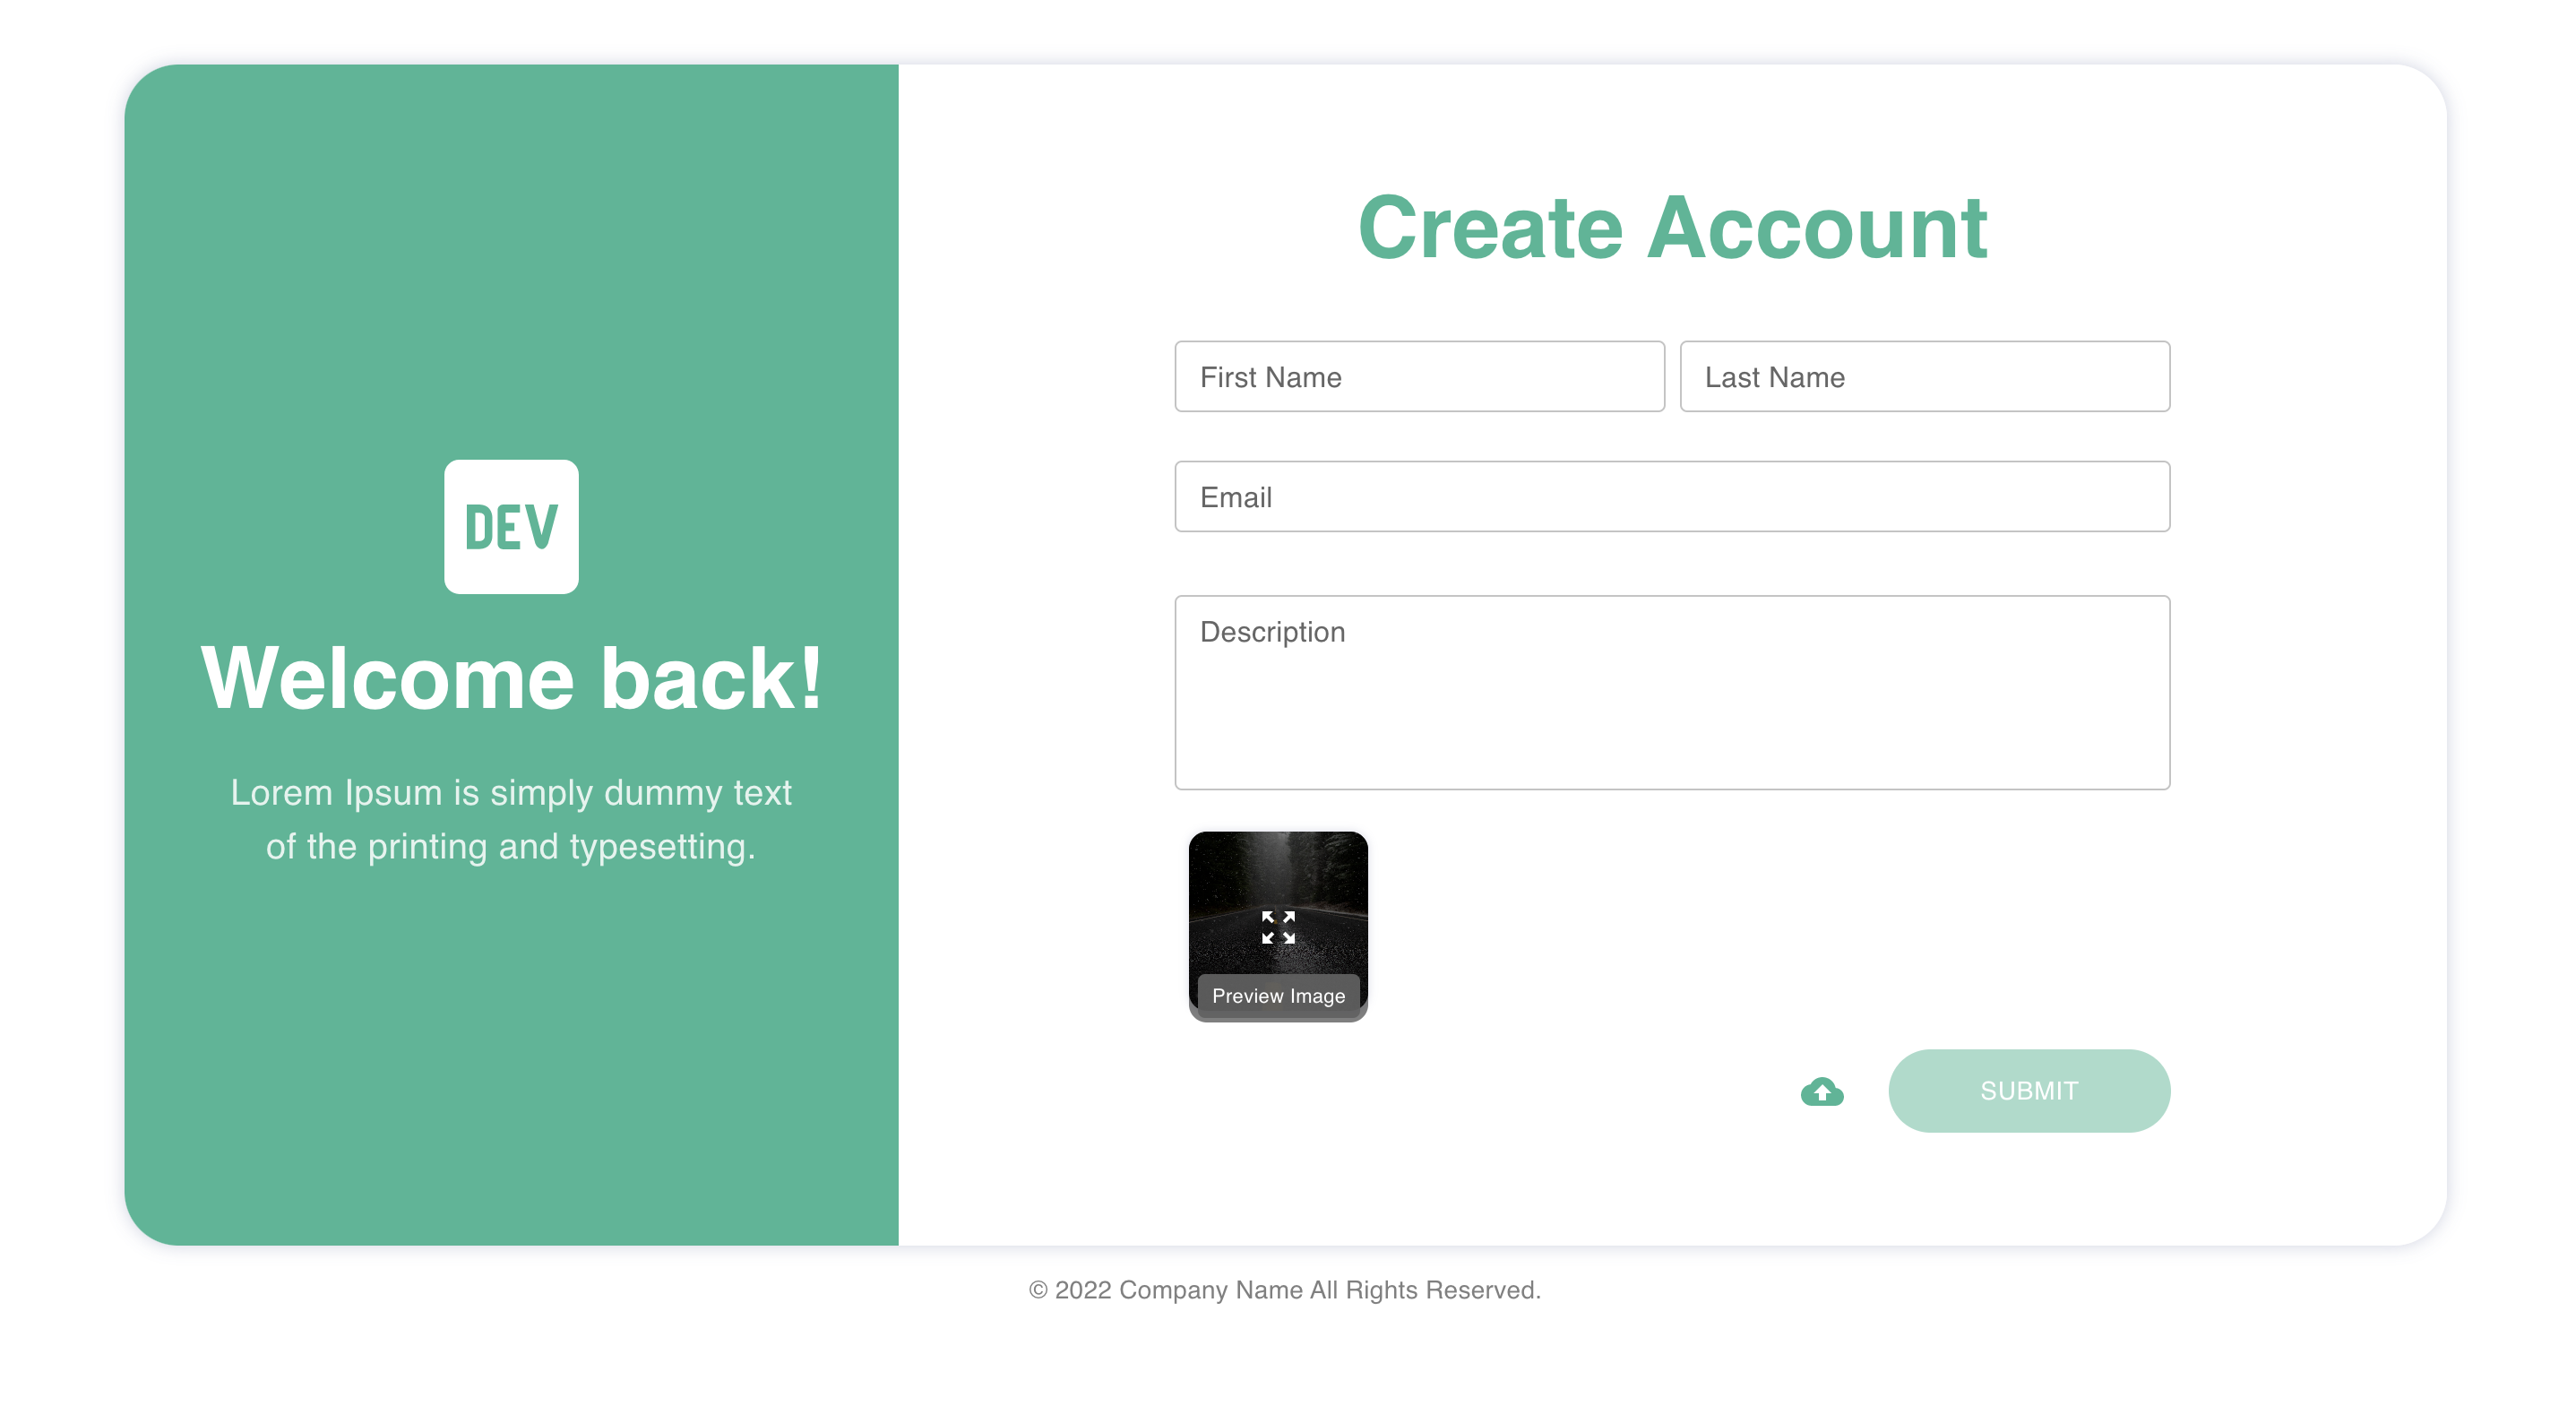 DEV
Welcome back!
Lorem Ipsum is simply dummy text
of the printing and typesetting.
Create Account
First Name
Last Name
Email
Description
Preview Image
SUBMIT
© 2022 Company Name All Rights Reserved.